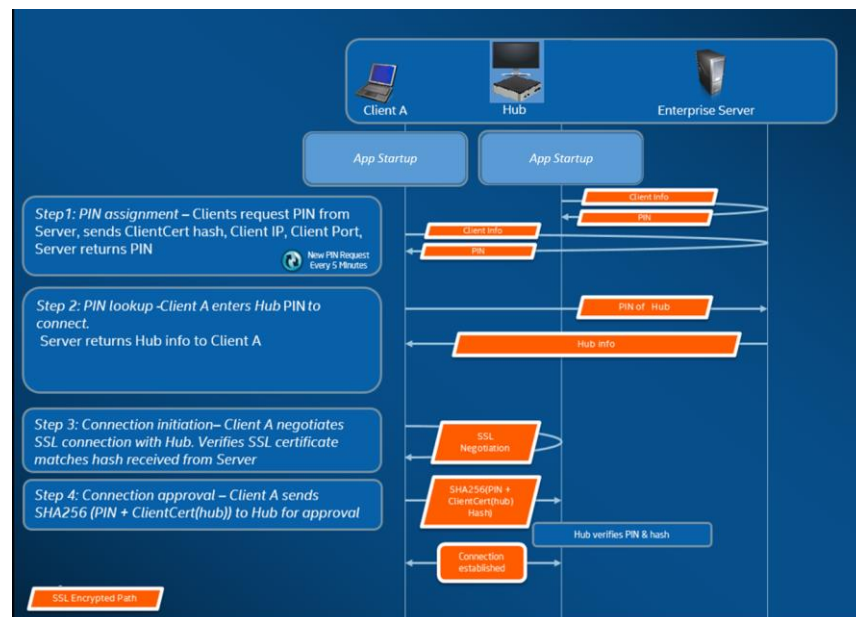 Client A
Hub
Enterprise Server
App Startup
App Startup
Step1: PIN assignment – Clients request PIN from
Server, sends ClientCert hash, Client IP, Client Port,
Server returns PIN
New PIN Request
Every 5 Minutes
Client Info
PIN
Client Info
PIN
Step 2: PIN lookup -Client A enters Hub PIN to
connect.
Server returns Hub info to Client A
PIN of Hub
Hub info
Step 3: Connection initiation– Client A negotiates
SSL connection with Hub. Verifies SSL certificate
matches hash received from Server
SSL
Negotiation
Step 4: Connection approval – Client A sends
SHA256 (PIN + ClientCert(hub)) to Hub for approval
SHA256(PIN +
ClientCert(hub)
Hash)
Hub verifies PIN & hash
Connection
established
SSL Encrypted Path